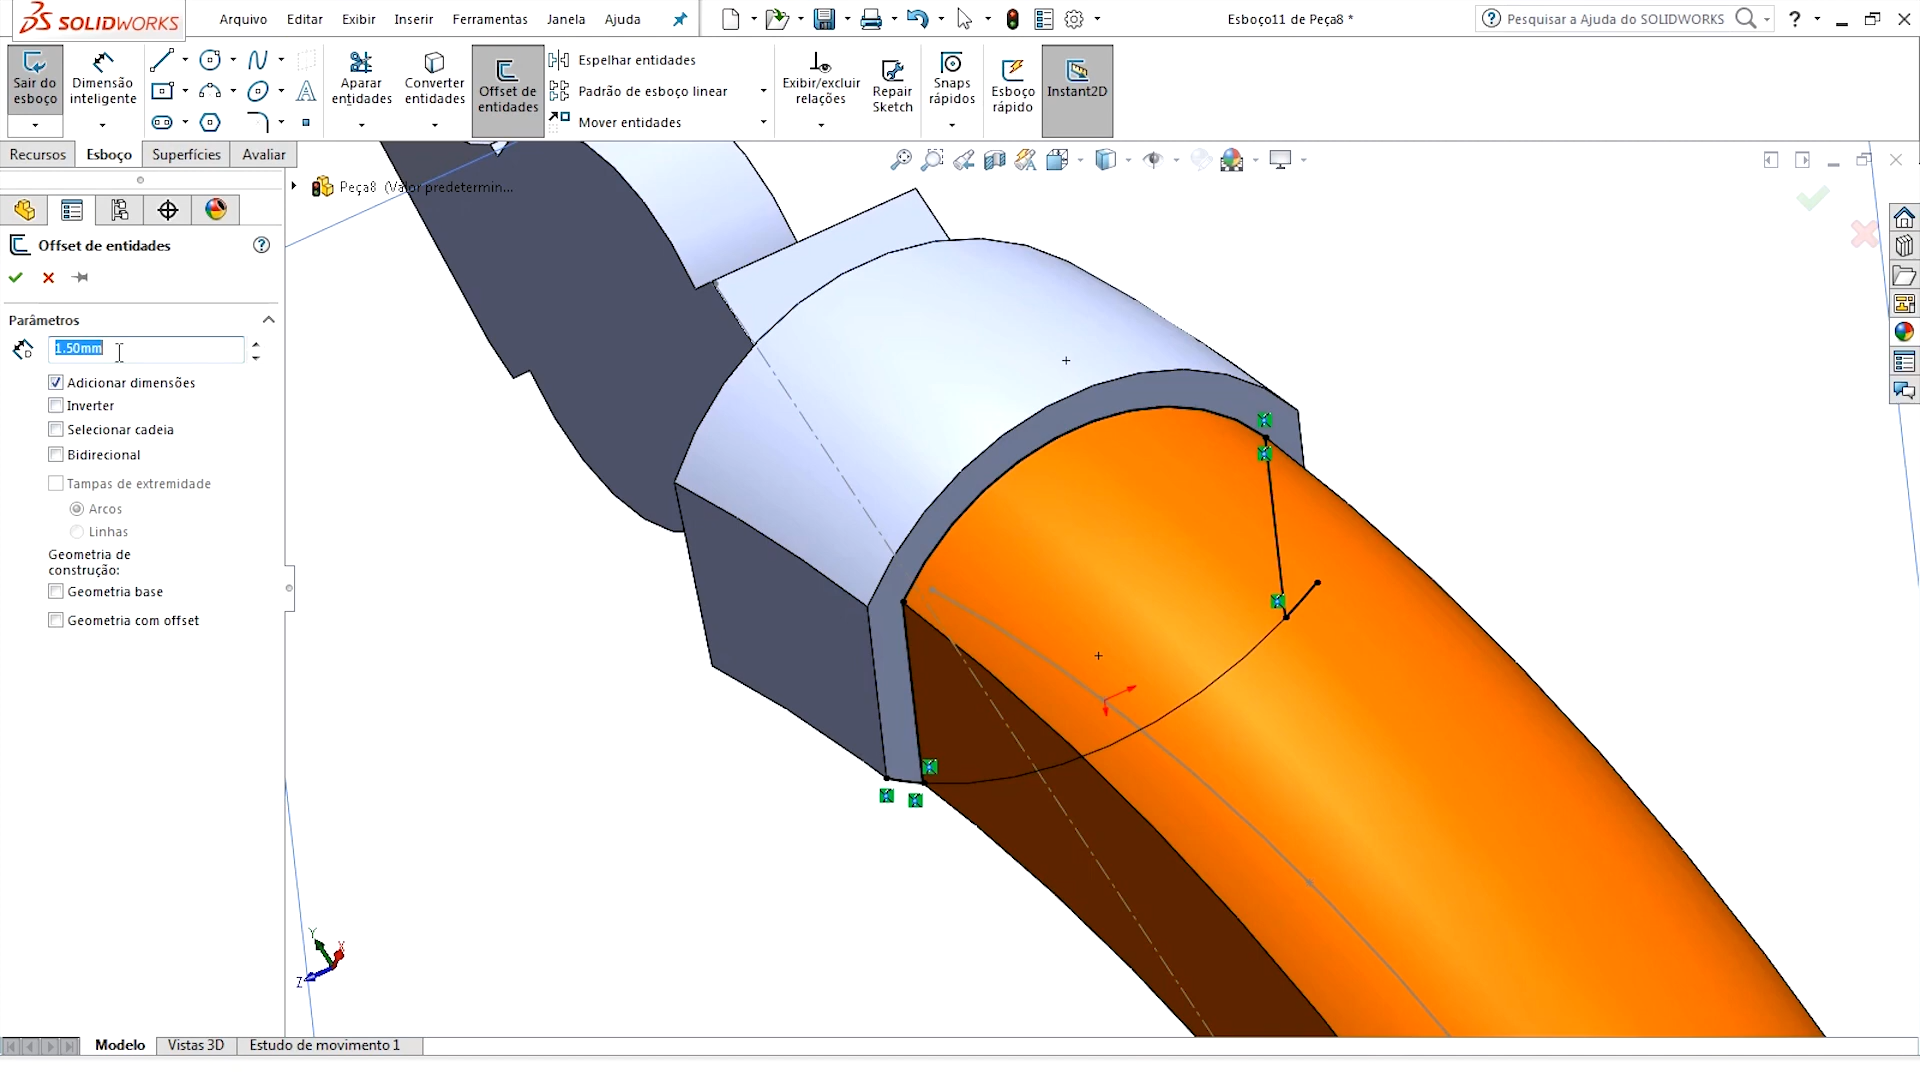 SOLIDWORKS
Arquivo Editar Exibir Inserir Ferramentas Janela Ajuda
Esboço11 de Peça8 *
Pesquisar a Ajuda do SOLIDWORKS
Sair do esboço
Dimensão inteligente
Aparar entidades
Converter entidades
Offset de entidades
Espelhar entidades
Padrão de esboço linear
Mover entidades
Exibir/excluir relações
Repair Sketch
Snaps rápidos
Esboço rápido
Instant2D
Recursos Esboço Superfícies Avaliar
Peça8 (Valor predetermin...
Offset de entidades
Parâmetros
1.50mm
Adicionar dimensões
Inverter
Selecionar cadeia
Bidirecional
Tampas de extremidade
Arcos
Linhas
Geometria de
construção:
Geometria base
Geometria com offset
Y
X
Z
Modelo Vistas 3D Estudo de movimento 1